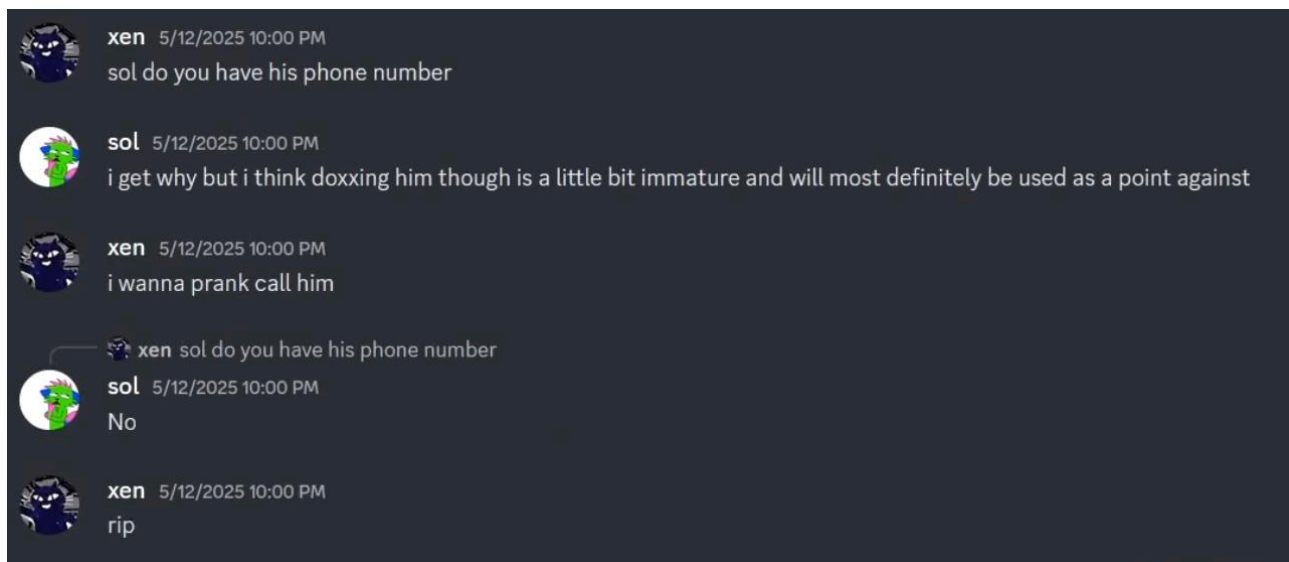 xen 5/12/2025 10:00 PM
sol do you have his phone number
sol 5/12/2025 10:00 PM
i get why but i think doxxing him though is a little bit immature and will most definitely be used as a point against
xen 5/12/2025 10:00 PM
i wanna prank call him
xen sol do you have his phone number
sol 5/12/2025 10:00 PM
No
xen 5/12/2025 10:00 PM
rip